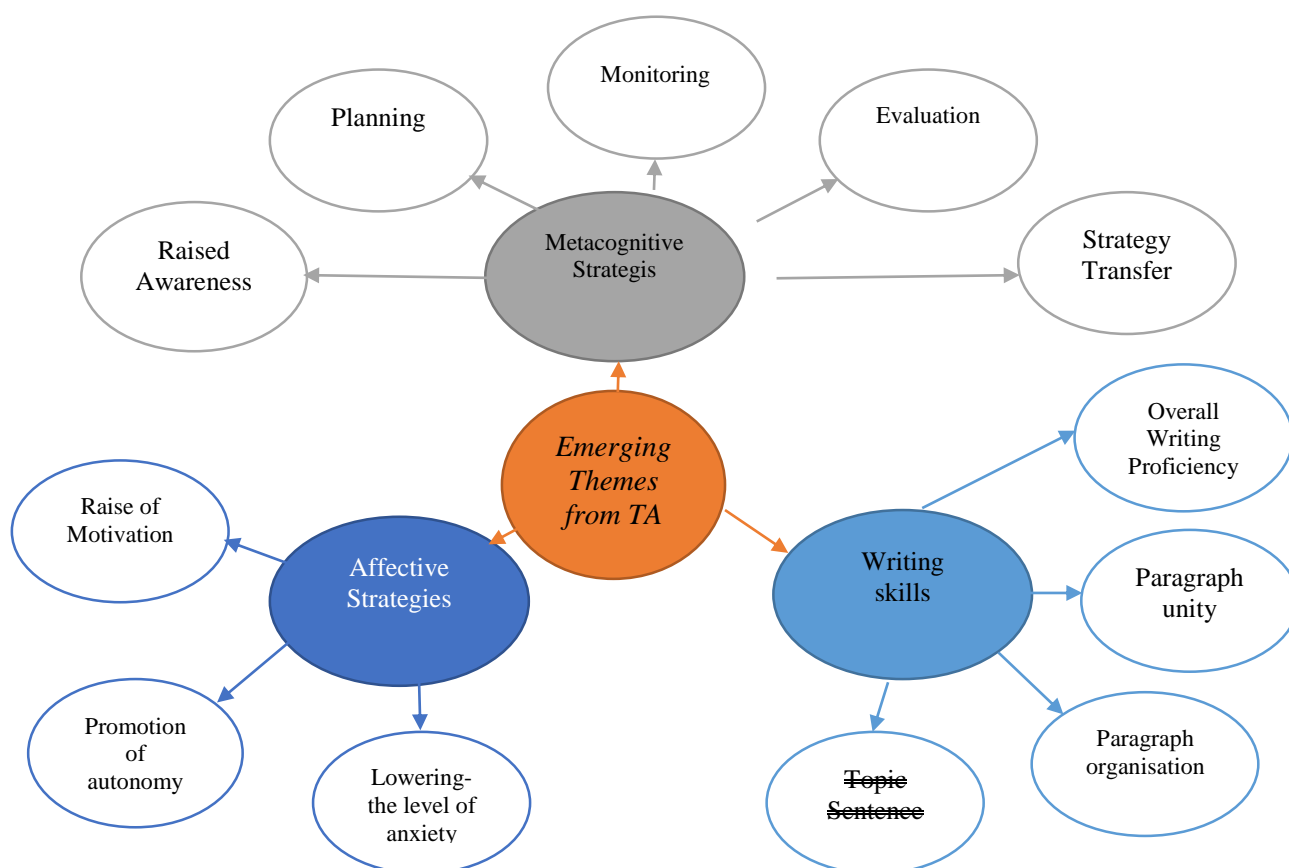 Monitoring
Planning
Evaluation
Raised
Awareness
Metacognitive
Strategis
Strategy
Transfer
Emerging
Themes
from TA
Overall
Writing
Proficiency
Raise of
Motivation
Affective
Strategies
Writing
skills
Paragraph
unity
Promotion
of
autonomy
Lowering-
the level of
anxiety
Topic
Sentence
Paragraph
organisation